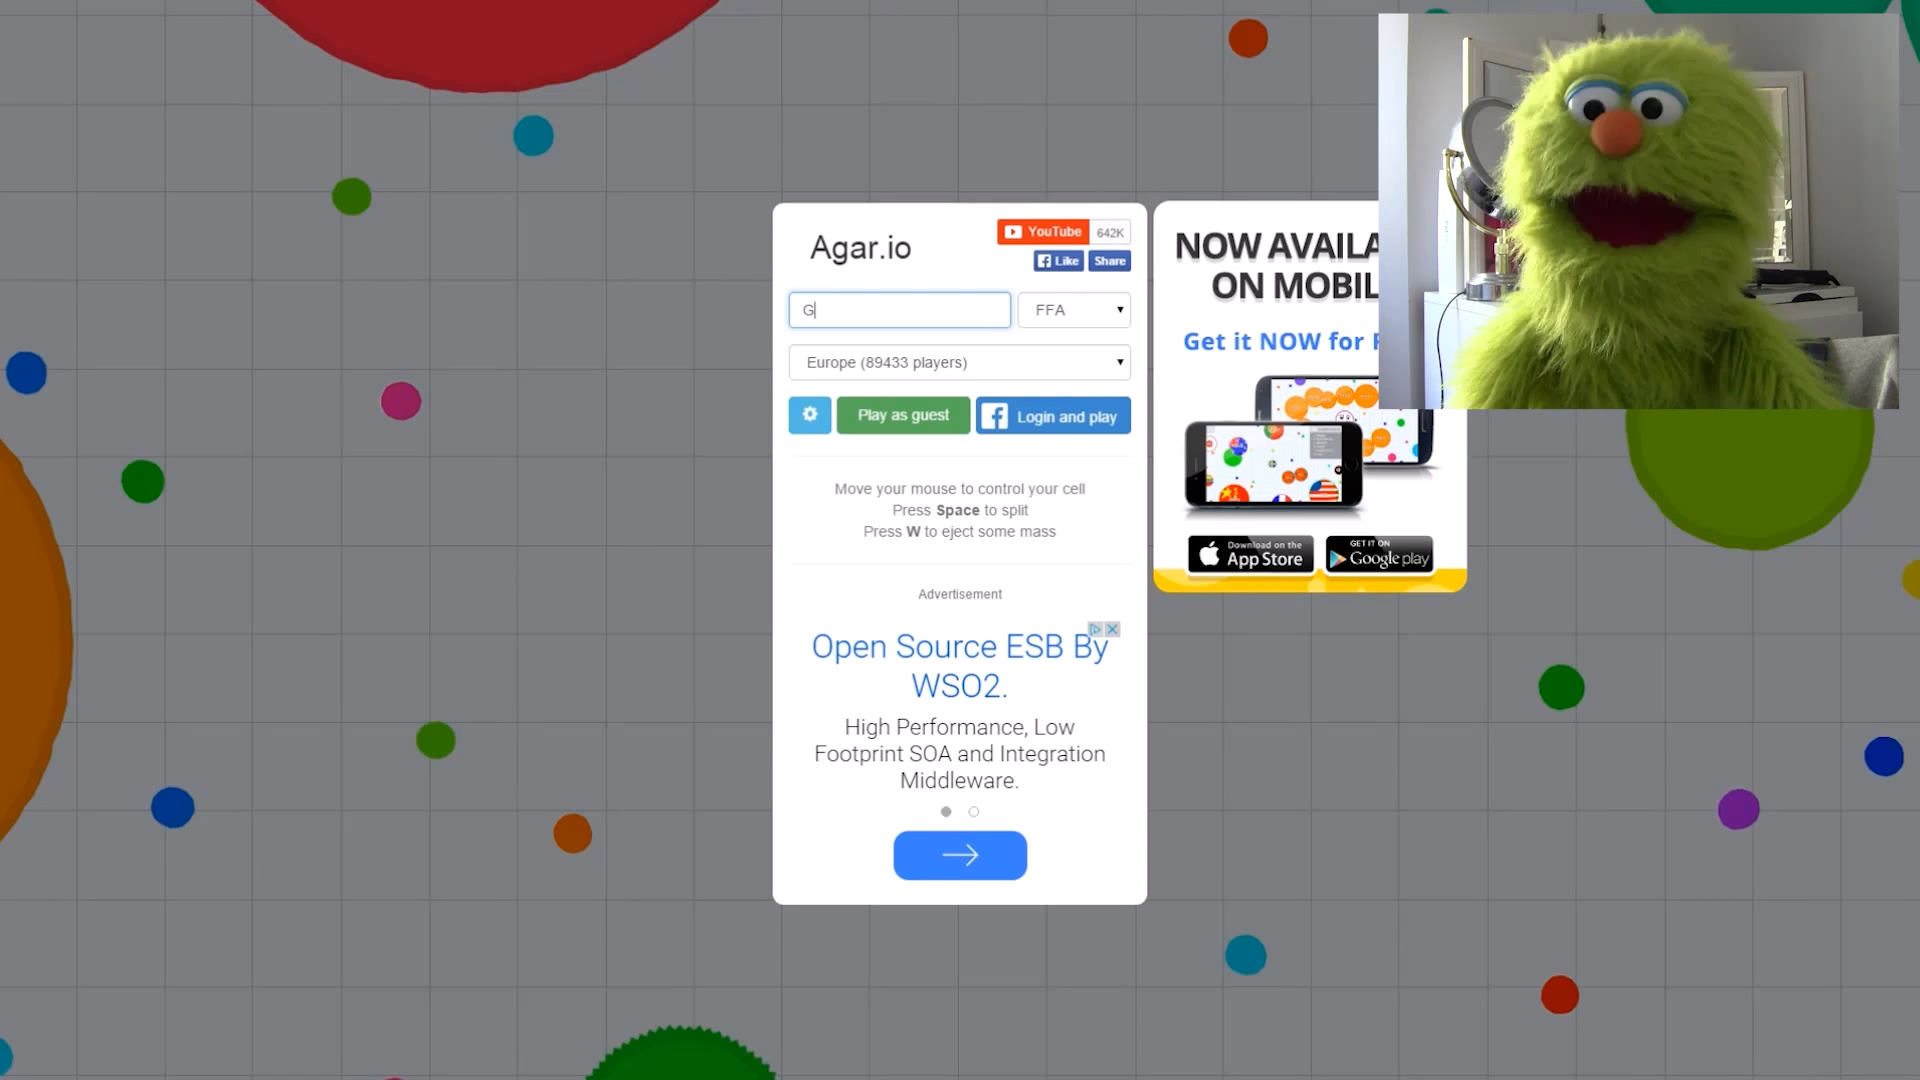 Agar.io
YouTube 642K
Like Share
G
FFA
Europe (89433 players)
Play as guest
Login and play
Move your mouse to control your cell
Press Space to split
Press W to eject some mass
Advertisement
Open Source ESB By
WSO2.
High Performance, Low
Footprint SOA and Integration
Middleware.
NOW
ON
Get it NOW for
Download on the
App Store
GET IT ON
Google play